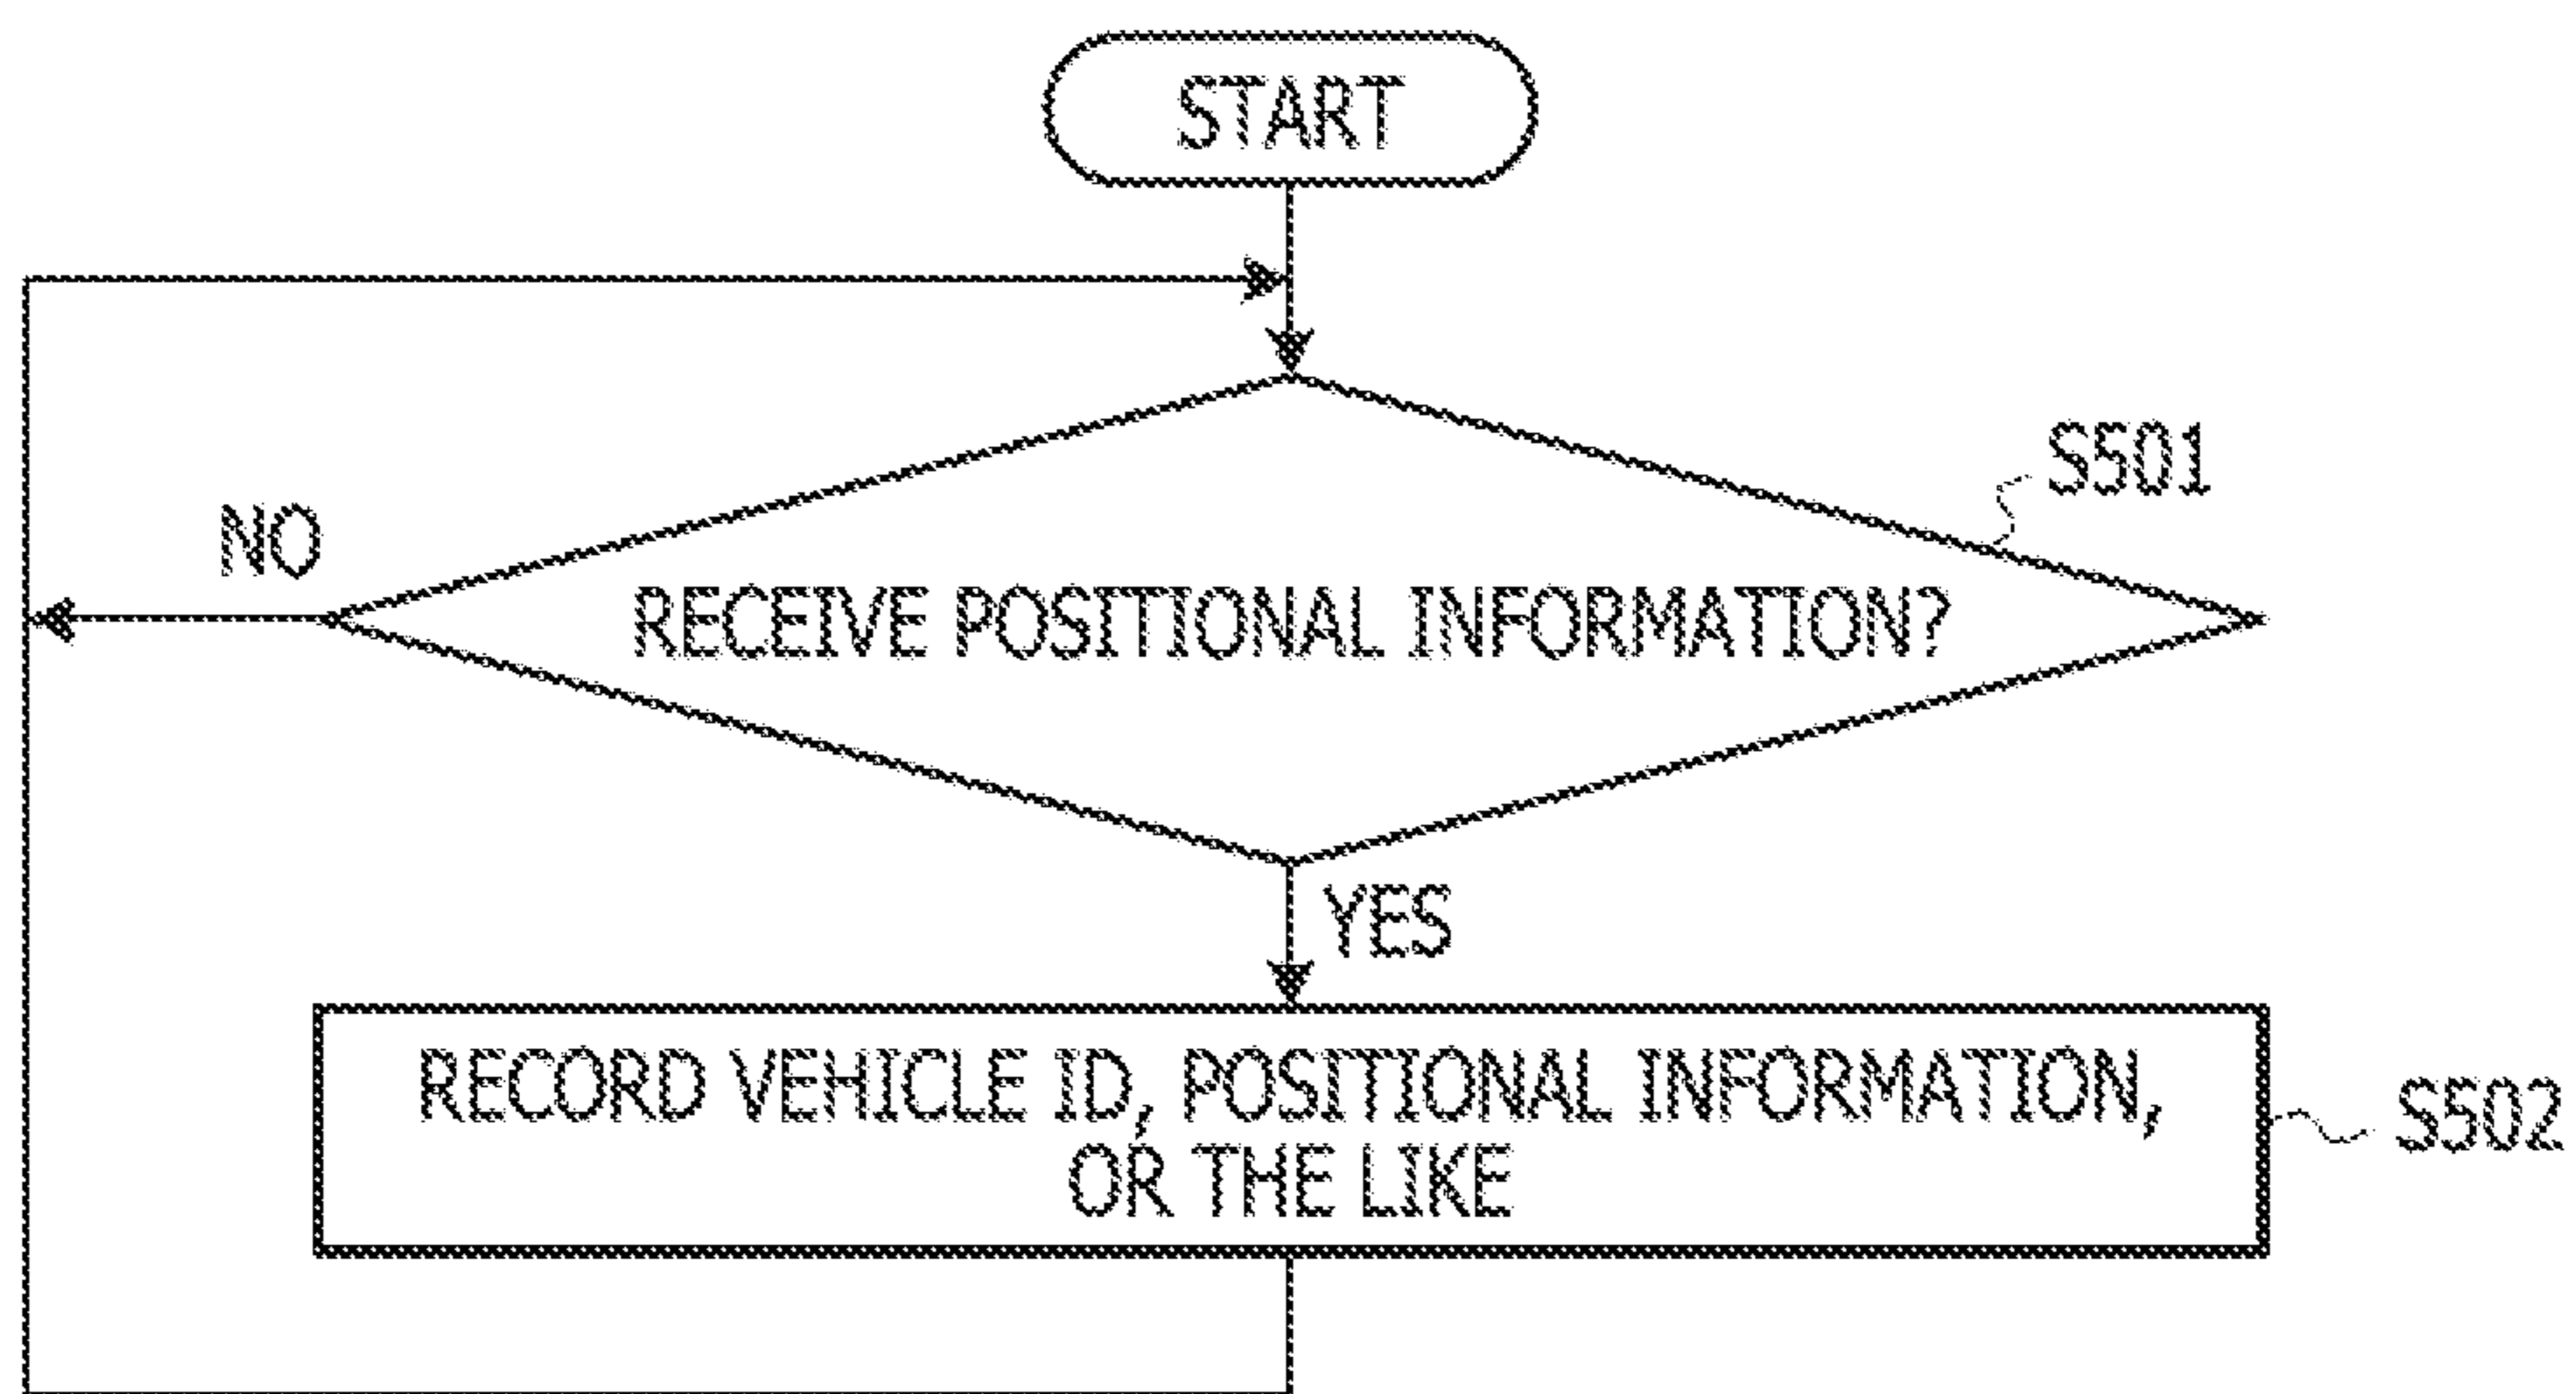 START
S501
NO
RECEIVE POSITIONAL INFORMATION?
YES
RECORD VEHICLE ID, POSITIONAL INFORMATION,
OR THE LIKE
S502